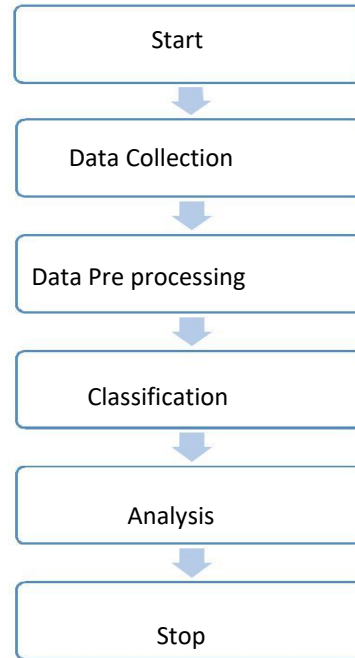 Start
Data Collection
Data Pre processing
Classification
Analysis
Stop